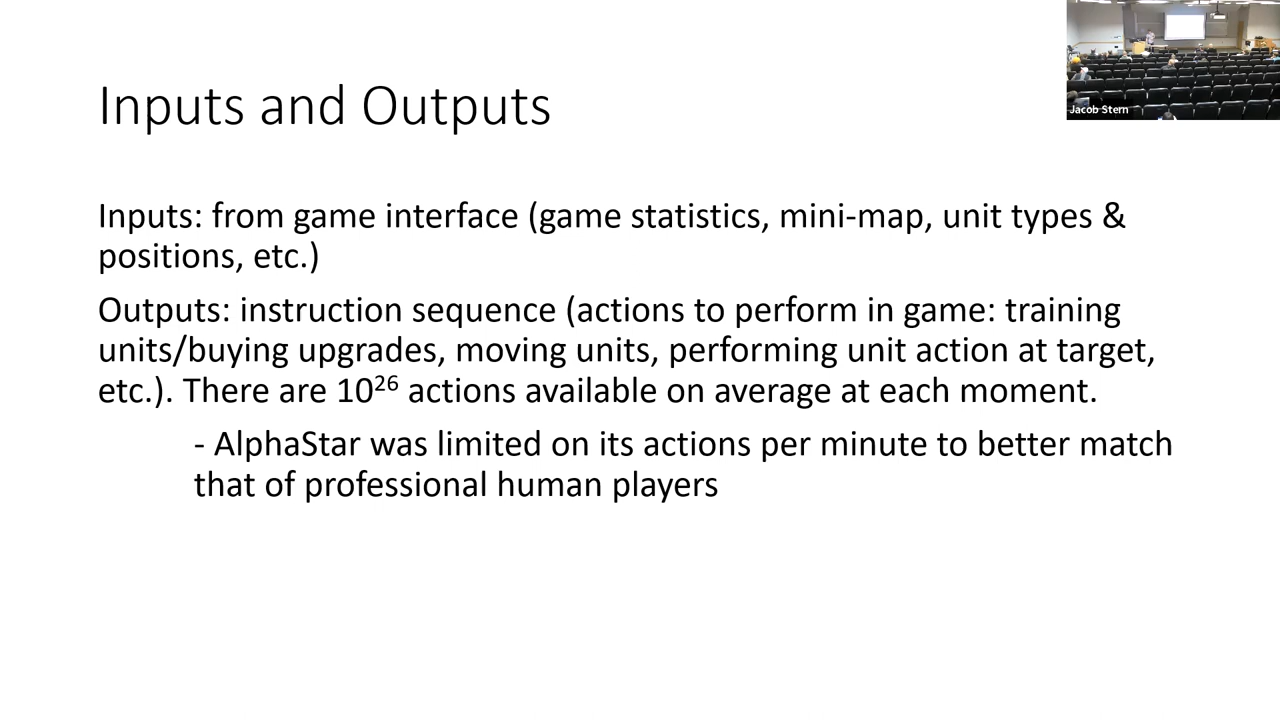 Jacob Stern
Inputs and Outputs
Inputs: from game interface (game statistics, mini-map, unit types &
positions, etc.)
Outputs: instruction sequence (actions to perform in game: training
units/buying upgrades, moving units, performing unit action at target,
etc.). There are 10²⁶ actions available on average at each moment.
- AlphaStar was limited on its actions per minute to better match
that of professional human players